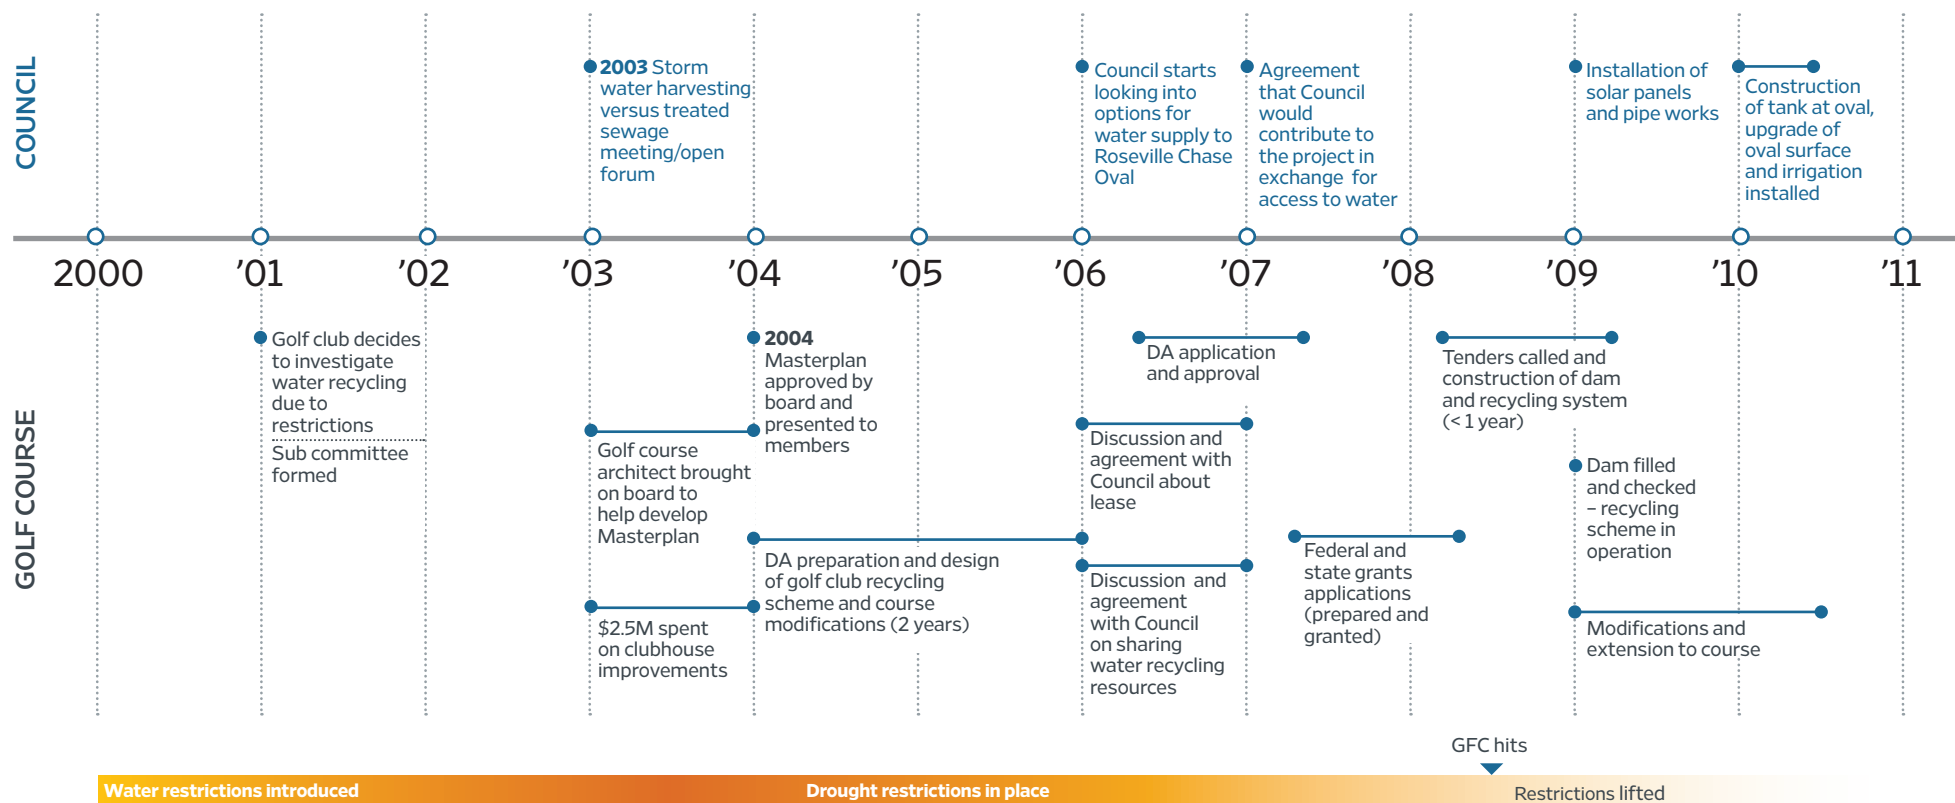 COUNCIL
2003 Storm
water harvesting
versus treated
sewage
meeting/open
forum
Council starts
looking into
options for
water supply to
Roseville Chase
Oval
Agreement
that Council
would
contribute to
the project in
exchange for
access to water
Installation of
solar panels
and pipe works
Construction
of tank at oval,
upgrade of
oval surface
and irrigation
installed
2000 ’01 ’02 ’03 ’04 ’05 ’06 ’07 ’08 ’09 ’10 ’11
GOLF COURSE
Golf club decides
to investigate
water recycling
due to
restrictions
Sub committee
formed
Golf course
architect brought
on board to
help develop
Masterplan
$2.5M spent
on clubhouse
improvements
2004
Masterplan
approved by
board and
presented to
members
DA preparation and design
of golf club recycling
scheme and course
modifications (2 years)
DA application
and approval
Discussion and
agreement with
Council about
lease
Discussion and
agreement
with Council
on sharing
water recycling
resources
Federal and
state grants
applications
(prepared and
granted)
Tenders called and
construction of dam
and recycling system
(< 1 year)
Dam filled
and checked
– recycling
scheme in
operation
Modifications and
extension to course
GFC hits
Water restrictions introduced
Drought restrictions in place
Restrictions lifted